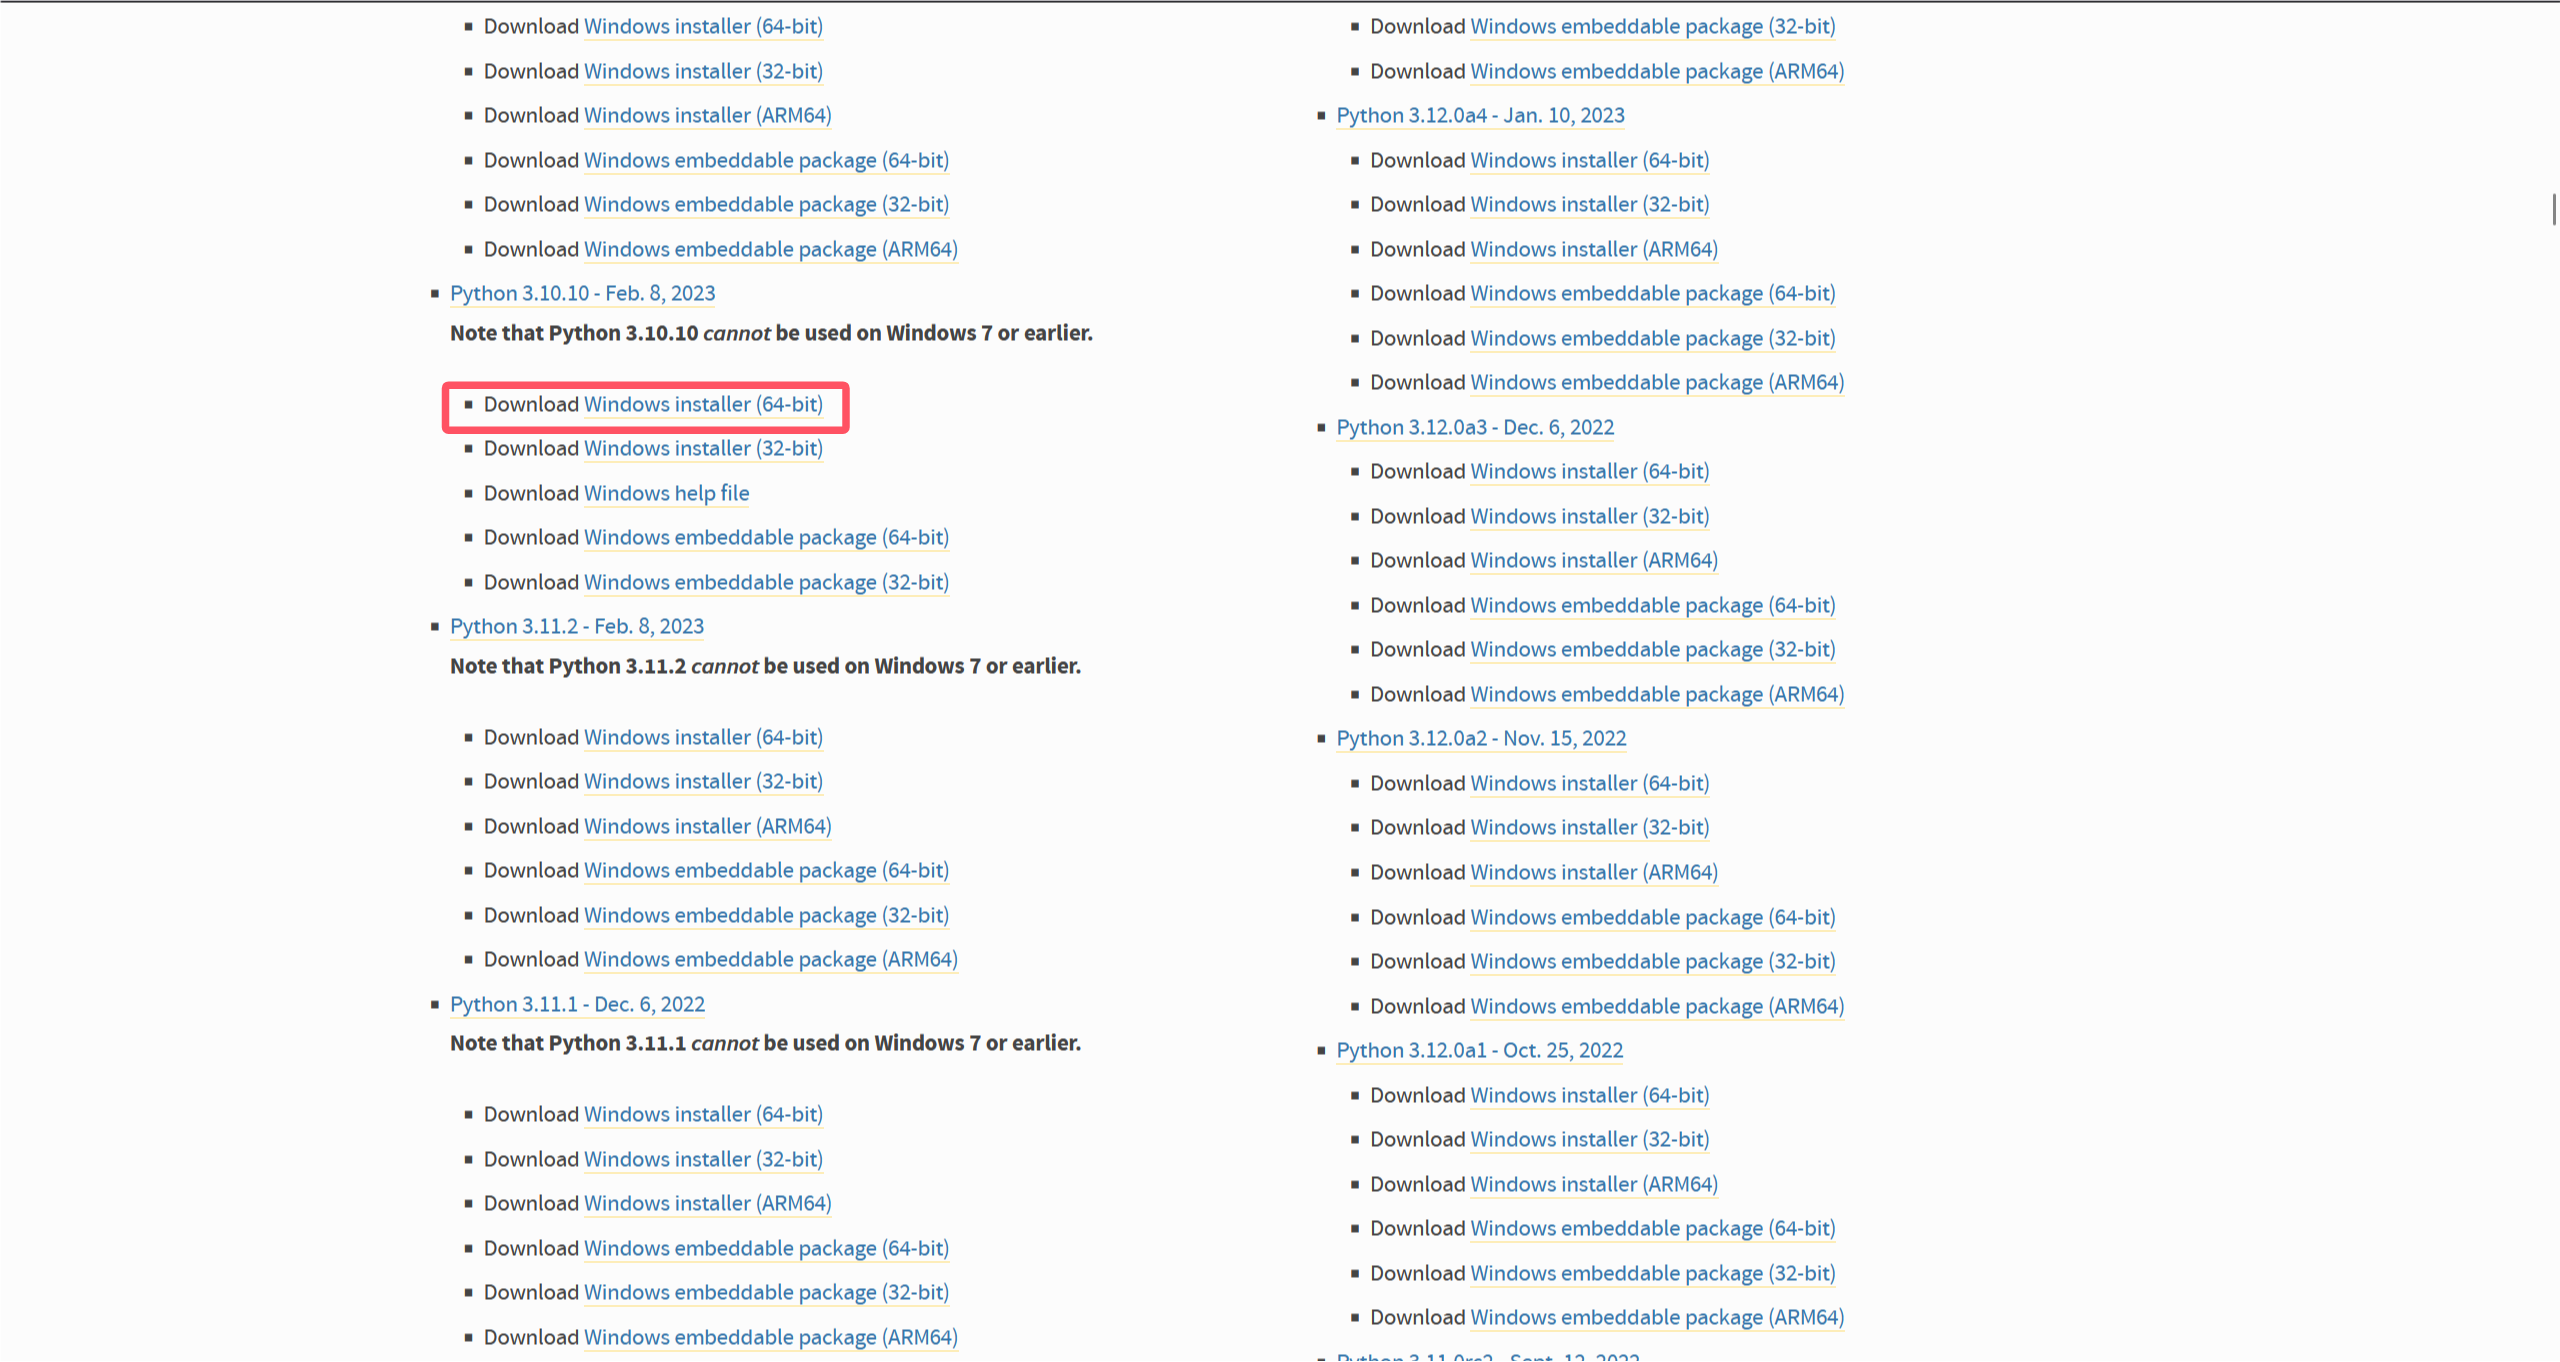 Download Windows installer (64-bit)
Download Windows installer (32-bit)
Download Windows installer (ARM64)
Download Windows embeddable package (64-bit)
Download Windows embeddable package (32-bit)
Download Windows embeddable package (ARM64)
Python 3.10.10 - Feb. 8, 2023
Note that Python 3.10.10 cannot be used on Windows 7 or earlier.
Download Windows installer (64-bit)
Download Windows installer (32-bit)
Download Windows help file
Download Windows embeddable package (64-bit)
Download Windows embeddable package (32-bit)
Python 3.11.2 - Feb. 8, 2023
Note that Python 3.11.2 cannot be used on Windows 7 or earlier.
Download Windows installer (64-bit)
Download Windows installer (32-bit)
Download Windows installer (ARM64)
Download Windows embeddable package (64-bit)
Download Windows embeddable package (32-bit)
Download Windows embeddable package (ARM64)
Python 3.11.1 - Dec. 6, 2022
Note that Python 3.11.1 cannot be used on Windows 7 or earlier.
Download Windows installer (64-bit)
Download Windows installer (32-bit)
Download Windows installer (ARM64)
Download Windows embeddable package (64-bit)
Download Windows embeddable package (32-bit)
Download Windows embeddable package (ARM64)
Download Windows embeddable package (32-bit)
Download Windows embeddable package (ARM64)
Python 3.12.0a4 - Jan. 10, 2023
Download Windows installer (64-bit)
Download Windows installer (32-bit)
Download Windows installer (ARM64)
Download Windows embeddable package (64-bit)
Download Windows embeddable package (32-bit)
Download Windows embeddable package (ARM64)
Python 3.12.0a3 - Dec. 6, 2022
Download Windows installer (64-bit)
Download Windows installer (32-bit)
Download Windows installer (ARM64)
Download Windows embeddable package (64-bit)
Download Windows embeddable package (32-bit)
Download Windows embeddable package (ARM64)
Python 3.12.0a2 - Nov. 15, 2022
Download Windows installer (64-bit)
Download Windows installer (32-bit)
Download Windows installer (ARM64)
Download Windows embeddable package (64-bit)
Download Windows embeddable package (32-bit)
Download Windows embeddable package (ARM64)
Python 3.12.0a1 - Oct. 25, 2022
Download Windows installer (64-bit)
Download Windows installer (32-bit)
Download Windows installer (ARM64)
Download Windows embeddable package (64-bit)
Download Windows embeddable package (32-bit)
Download Windows embeddable package (ARM64)
Python 3.11.0rc2 - Sept. 12, 2022